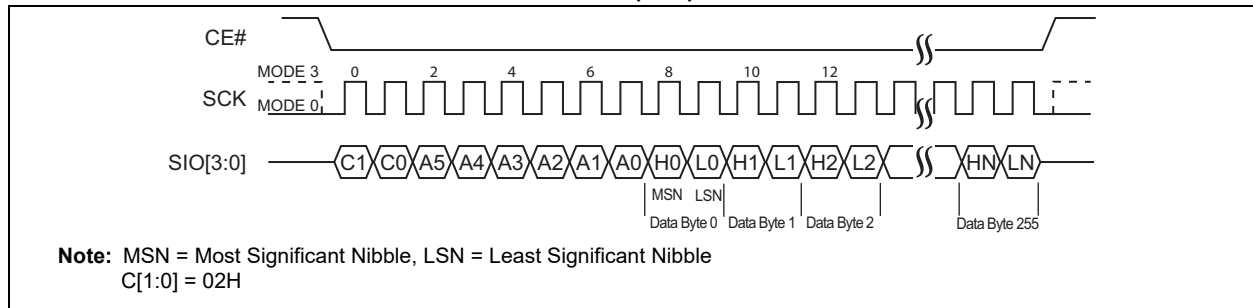 CE#
MODE 3 0 2 4 6 8 10 12
SCK
MODE 0
SIO[3:0] C1 C0 A5 A4 A3 A2 A1 A0 H0 L0 H1 L1 H2 L2 HN LN
MSN LSN
Data Byte 0 Data Byte 1 Data Byte 2 Data Byte 255
Note: MSN = Most Significant Nibble, LSN = Least Significant Nibble
C[1:0] = 02H